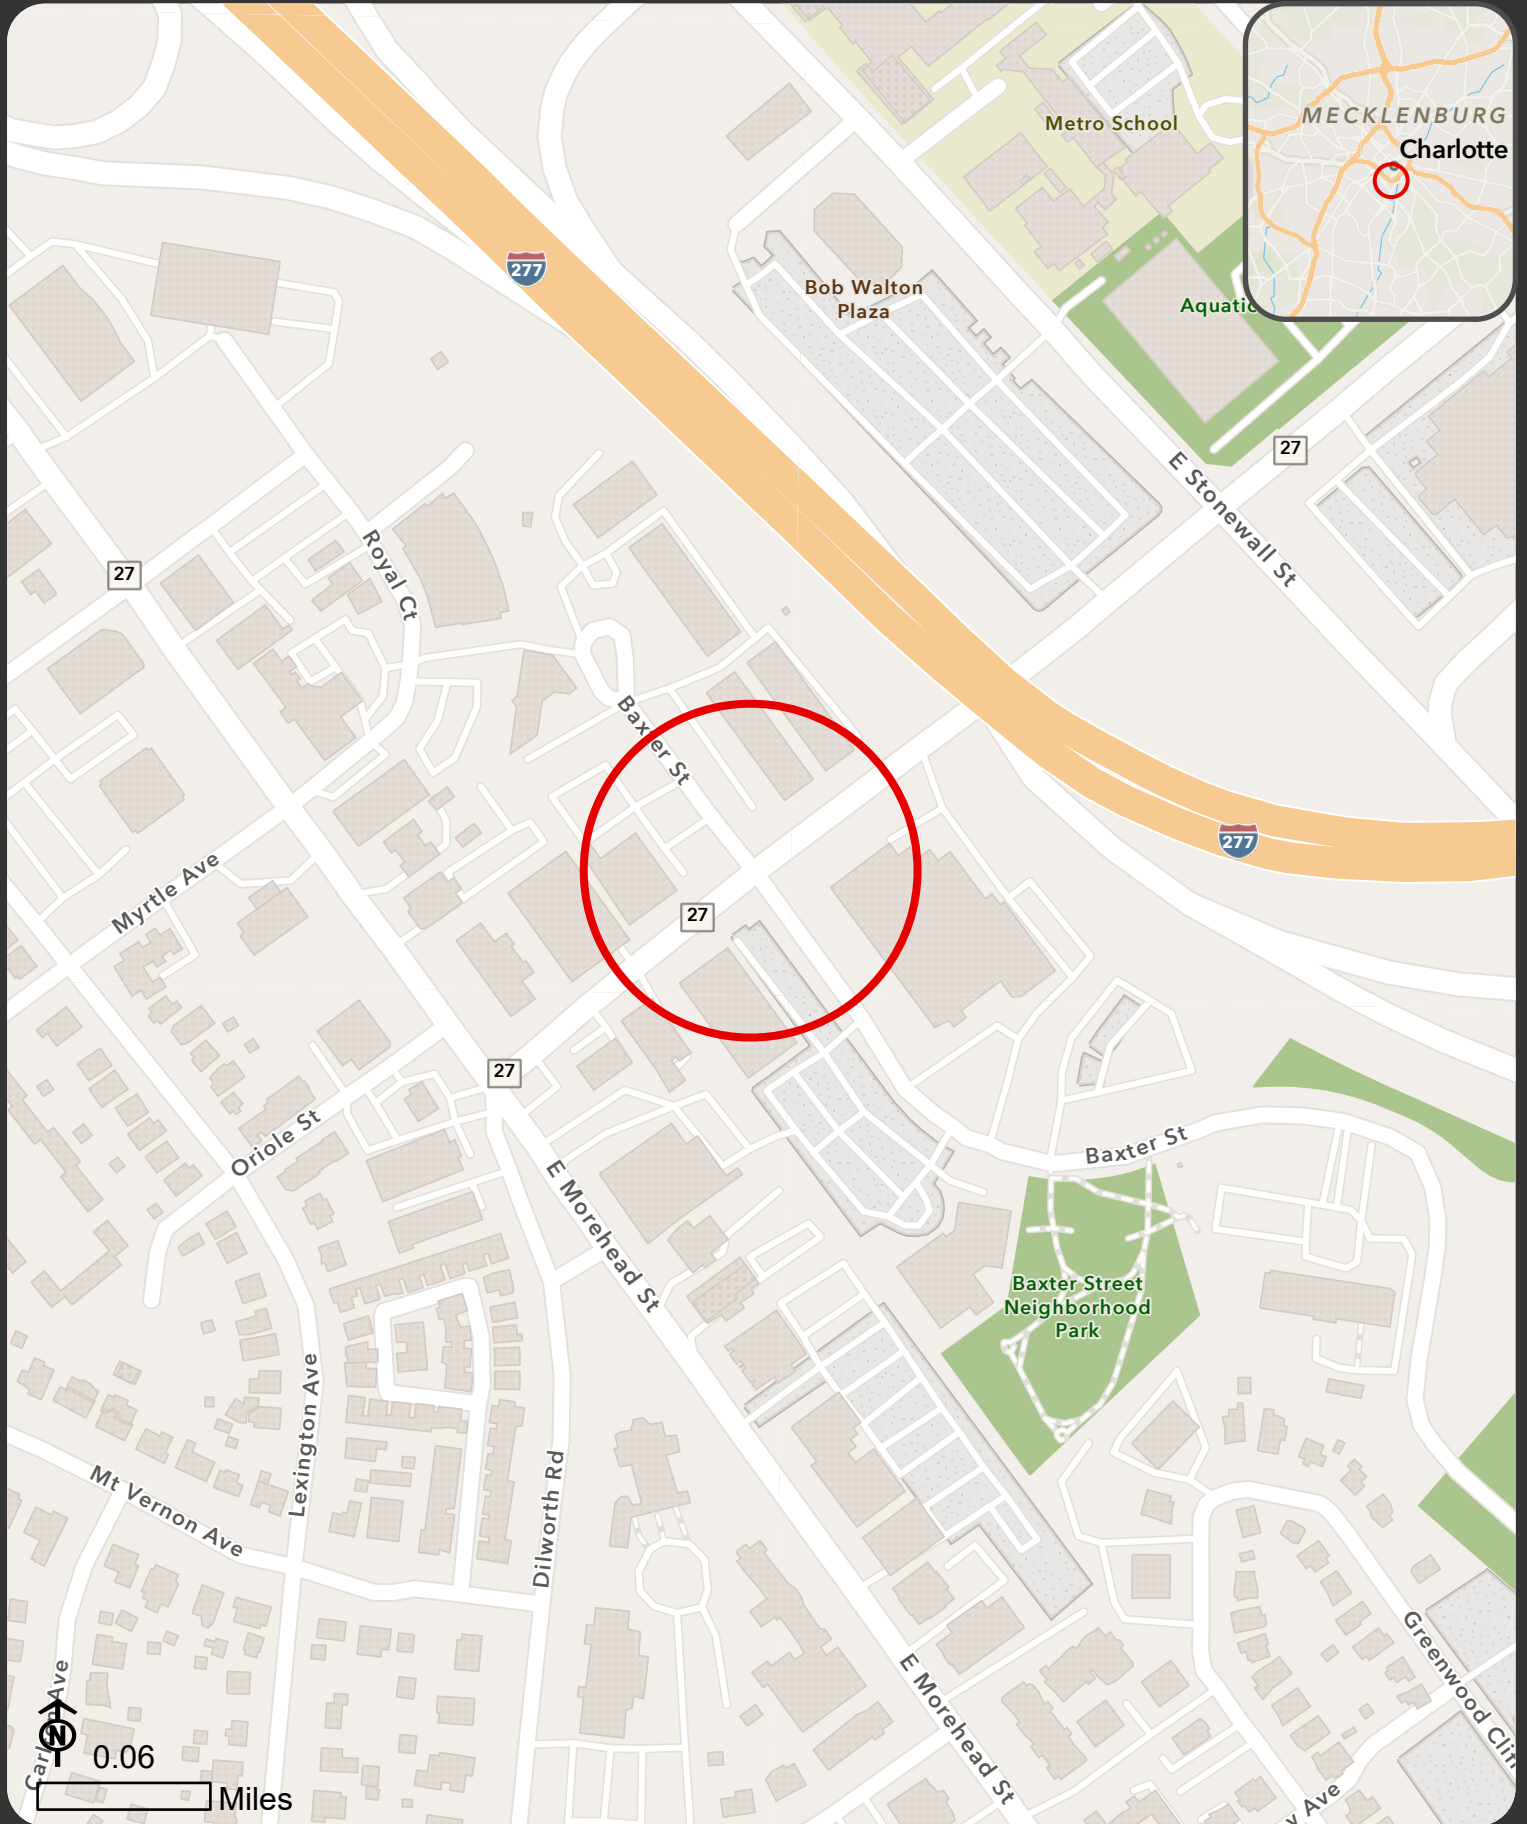 MECKLENBURG
Charlotte
Metro School
277
Bob Walton
Plaza
Aquatic
27
E Stonewall St
Royal Ct
27
Baxter St
277
Myrtle Ave
27
27
Oriole St
E Morehead St
Baxter St
Baxter Street
Neighborhood
Park
Lexington Ave
Mt Vernon Ave
Dilworth Rd
E Morehead St
Greenwood Cliff
Ave
Ave
N
0.06
Miles